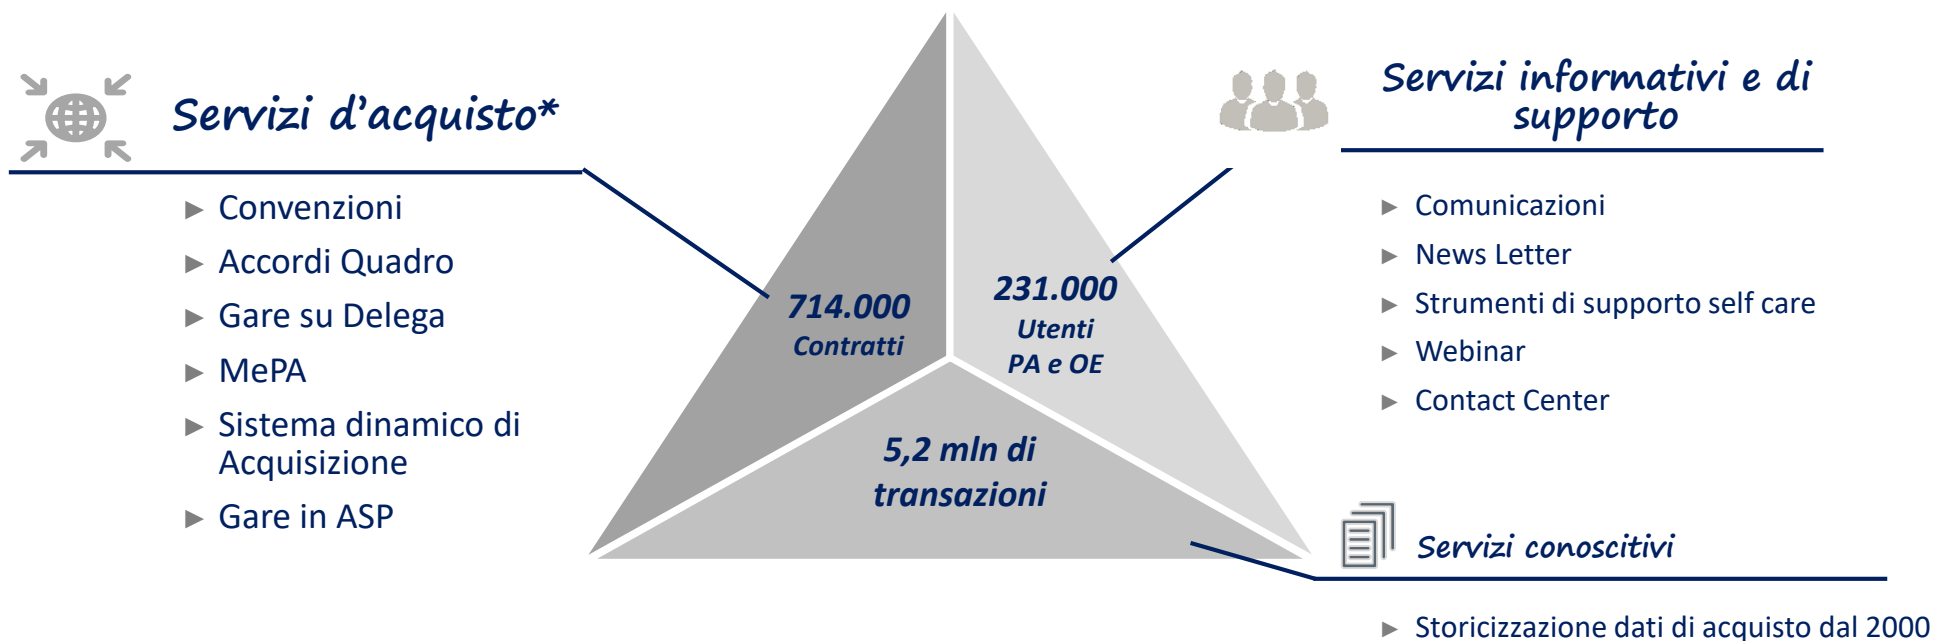 Servizi d'acquisto*
► Convenzioni
► Accordi Quadro
► Gare su Delega
► MePA
► Sistema dinamico di
Acquisizione
► Gare in ASP
714.000
Contratti
231.000
Utenti
PA e OE
5,2 mln di
transazioni
Servizi informativi e di
supporto
► Comunicazioni
► News Letter
► Strumenti di supporto self care
► Webinar
► Contact Center
Servizi conoscitivi
► Storicizzazione dati di acquisto dal 2000